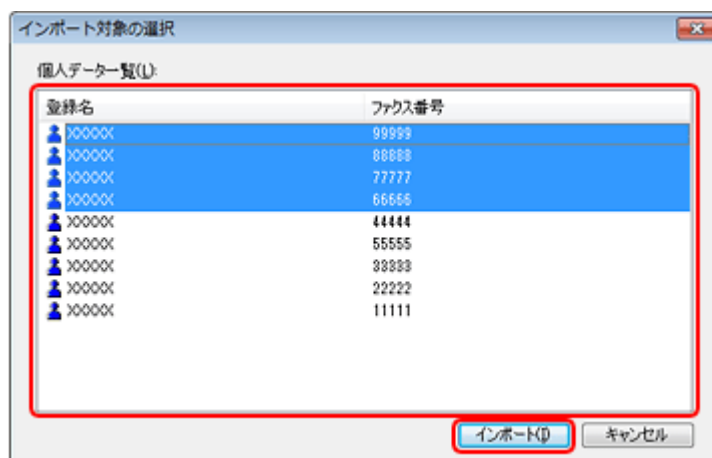 インポート対象の選択
個人データ一覧(L):
登録名 ファクス番号
XXXXX 99999
XXXXX 88888
XXXXX 77777
XXXXX 66666
XXXXX 44444
XXXXX 55555
XXXXX 33333
XXXXX 22222
XXXXX 11111
インポート(I) キャンセル